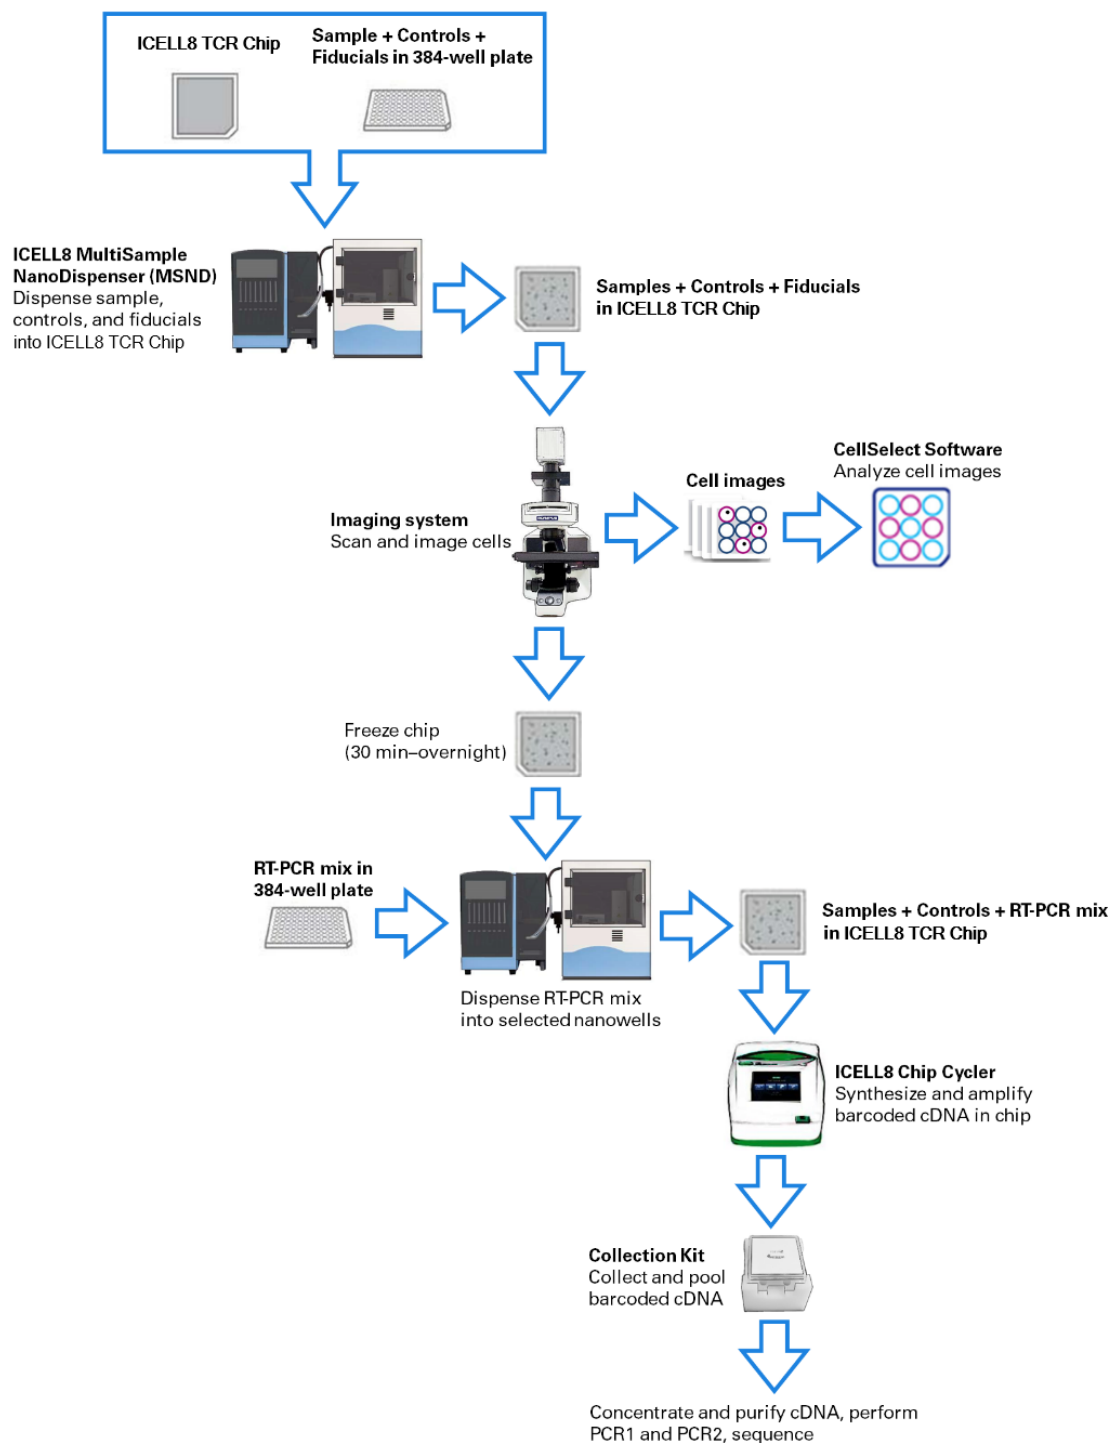 ICELL8 TCR Chip
Sample + Controls +
Fiducials in 384-well plate
ICELL8 MultiSample
NanoDispenser (MSND)
Dispense sample,
controls, and fiducials
into ICELL8 TCR Chip
Samples + Controls + Fiducials
in ICELL8 TCR Chip
Imaging system
Scan and image cells
OLYMPUS
Cell images
CellSelect Software
Analyze cell images
Freeze chip
(30 min–overnight)
RT-PCR mix in
384-well plate
Dispense RT-PCR mix
into selected nanowells
Samples + Controls + RT-PCR mix
in ICELL8 TCR Chip
ICELL8 Chip Cycler
Synthesize and amplify
barcoded cDNA in chip
Collection Kit
Collect and pool
barcoded cDNA
Concentrate and purify cDNA, perform
PCR1 and PCR2, sequence